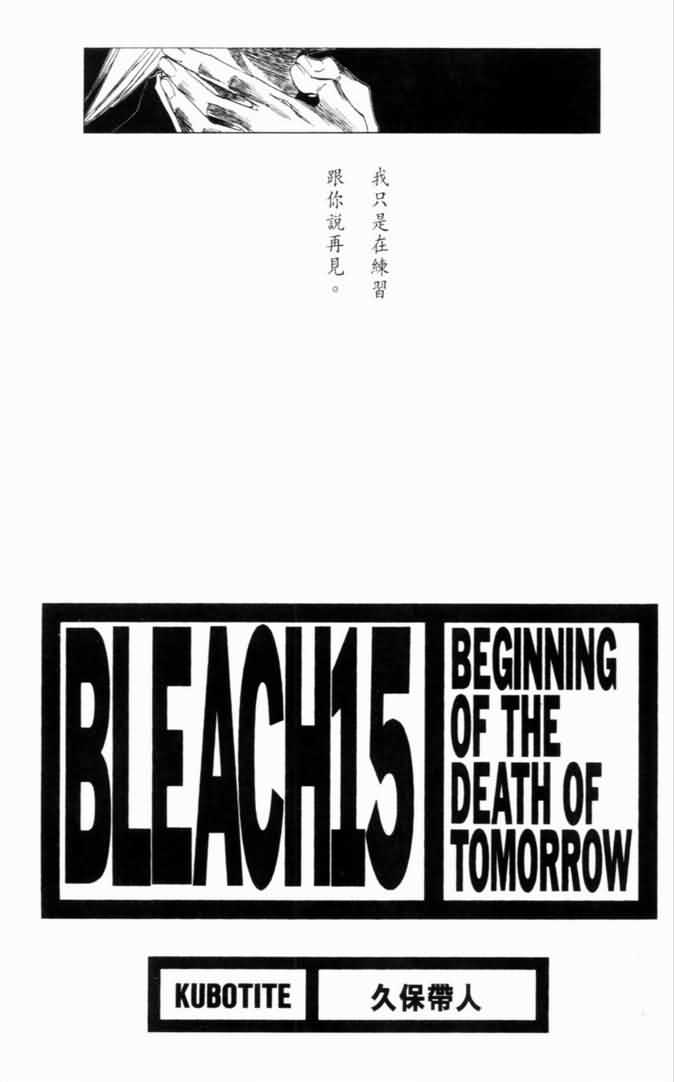 我只是在練習
跟你說再見。
BLEACH15
BEGINNING
OF THE
DEATH OF
TOMORROW
KUBOTITE
久保帶人